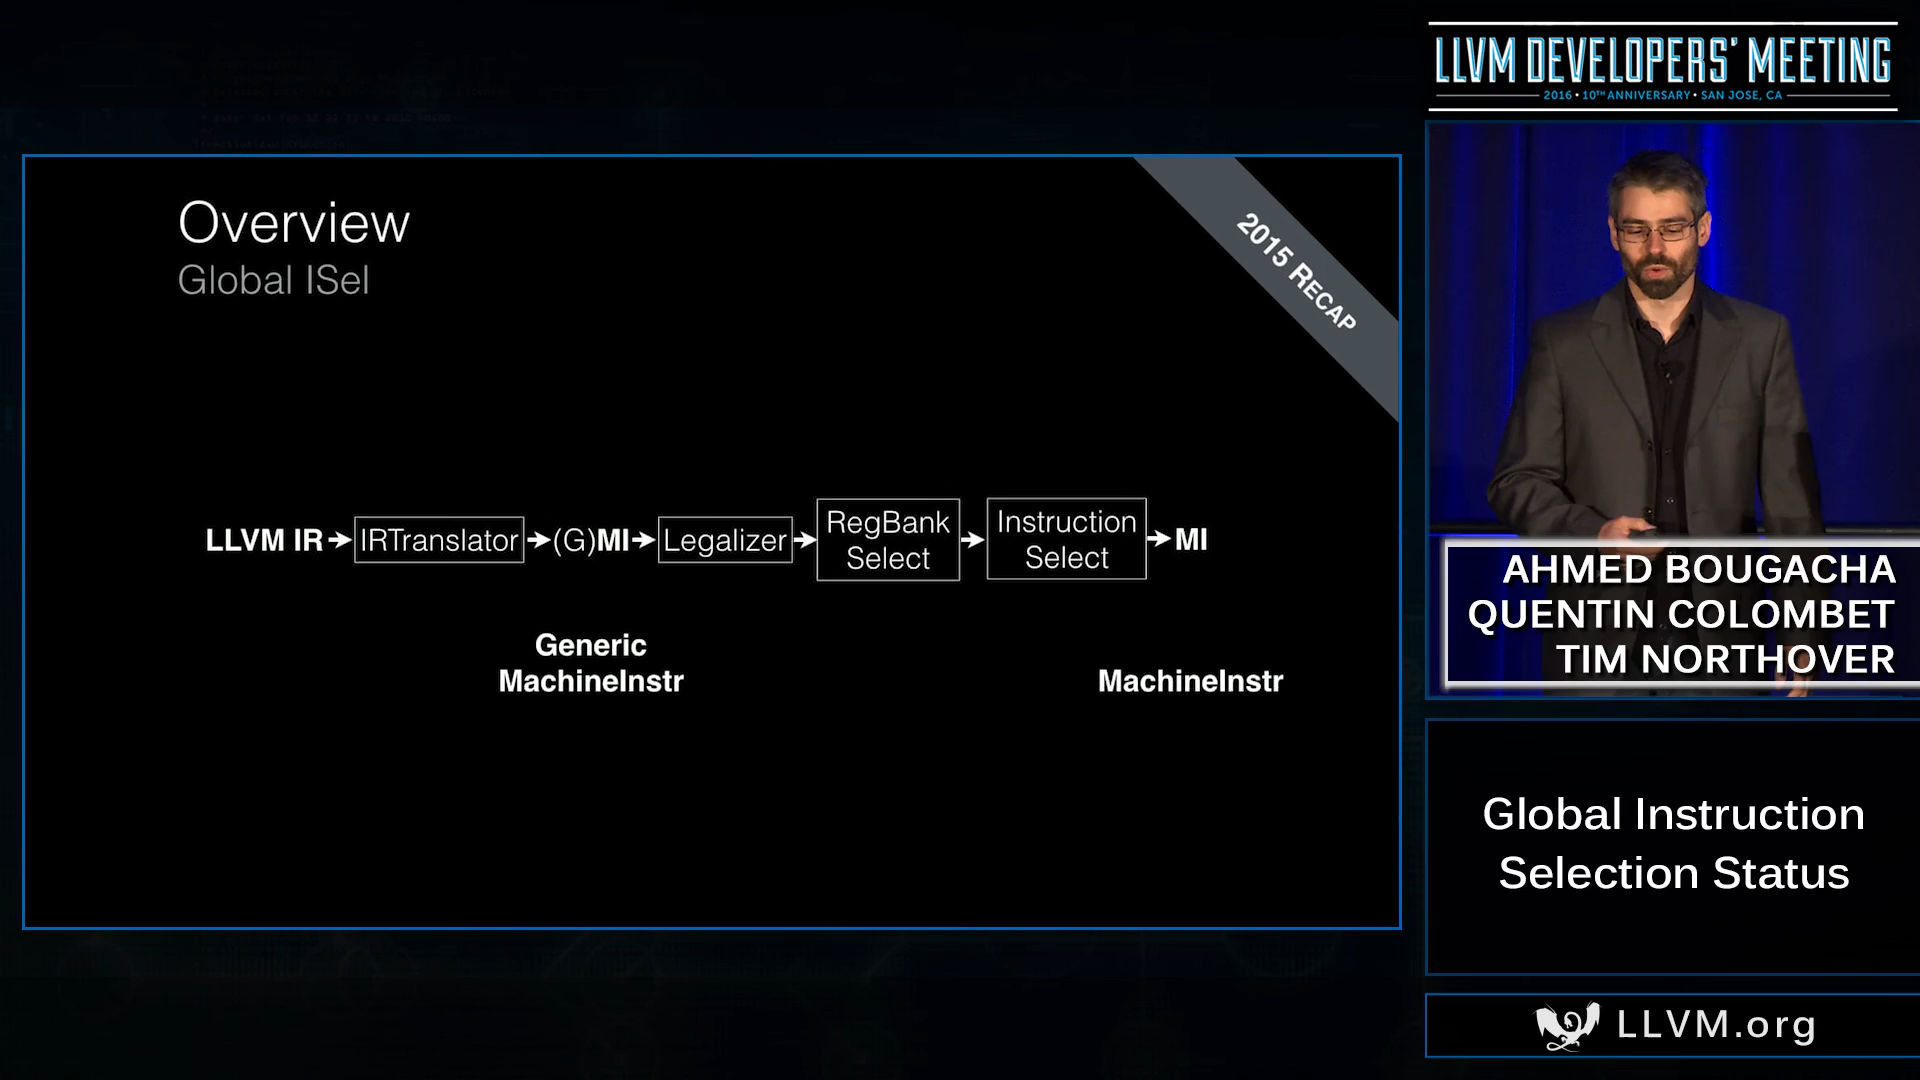 LLVM DEVELOPERS' MEETING
2016 • 10TH ANNIVERSARY • SAN JOSE, CA
Overview
Global ISel
2015 RECAP
LLVM IR
IRTranslator
(G)MI
Legalizer
RegBank
Select
Instruction
Select
MI
Generic
MachineInstr
MachineInstr
AHMED BOUGACHA
QUENTIN COLOMBET
TIM NORTHOVER
Global Instruction
Selection Status
LLVM.org